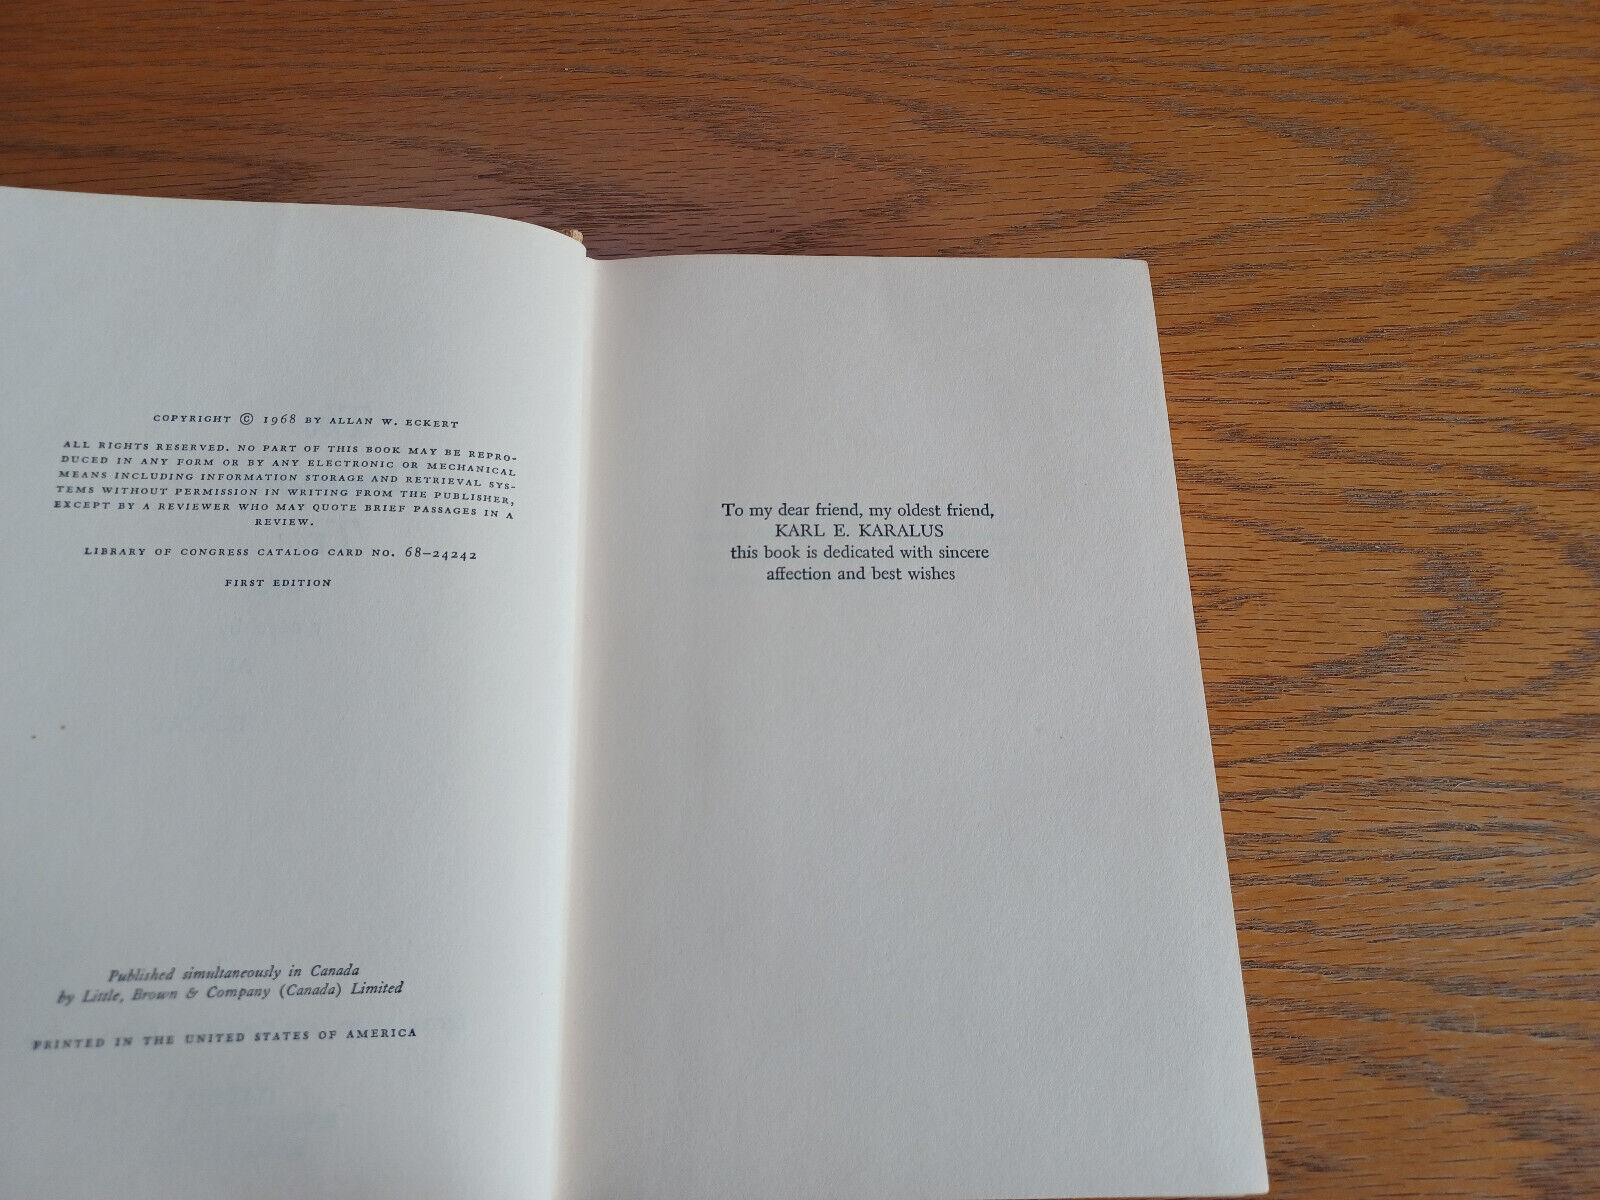 COPYRIGHT © 1968 BY ALLAN W. ECKERT
ALL RIGHTS RESERVED. NO PART OF THIS BOOK MAY BE REPRO-
DUCED IN ANY FORM OR BY ANY ELECTRONIC OR MECHANICAL
MEANS INCLUDING INFORMATION STORAGE AND RETRIEVAL SYS-
TEMS WITHOUT PERMISSION IN WRITING FROM THE PUBLISHER,
EXCEPT BY A REVIEWER WHO MAY QUOTE BRIEF PASSAGES IN A
REVIEW.
LIBRARY OF CONGRESS CATALOG CARD NO. 68–24242
FIRST EDITION
Published simultaneously in Canada
by Little, Brown & Company (Canada) Limited
PRINTED IN THE UNITED STATES OF AMERICA
To my dear friend, my oldest friend,
KARL E. KARALUS
this book is dedicated with sincere
affection and best wishes